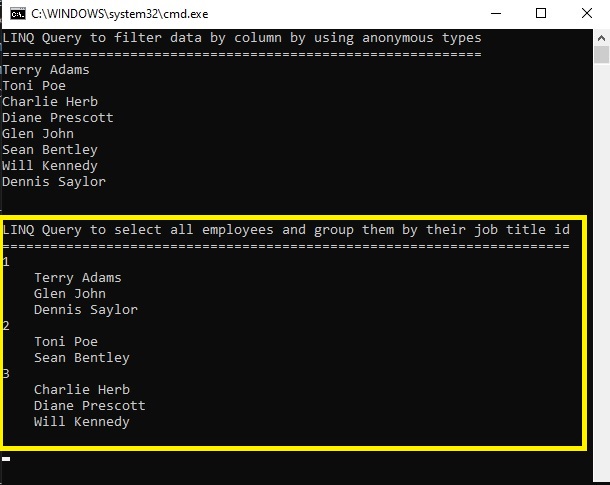 C:\WINDOWS\system32\cmd.exe
LINQ Query to filter data by column by using anonymous types
============================================================
Terry Adams
Toni Poe
Charlie Herb
Diane Prescott
Glen John
Sean Bentley
Will Kennedy
Dennis Saylor
LINQ Query to select all employees and group them by their job title id
=======================================================================
1
Terry Adams
Glen John
Dennis Saylor
2
Toni Poe
Sean Bentley
3
Charlie Herb
Diane Prescott
Will Kennedy